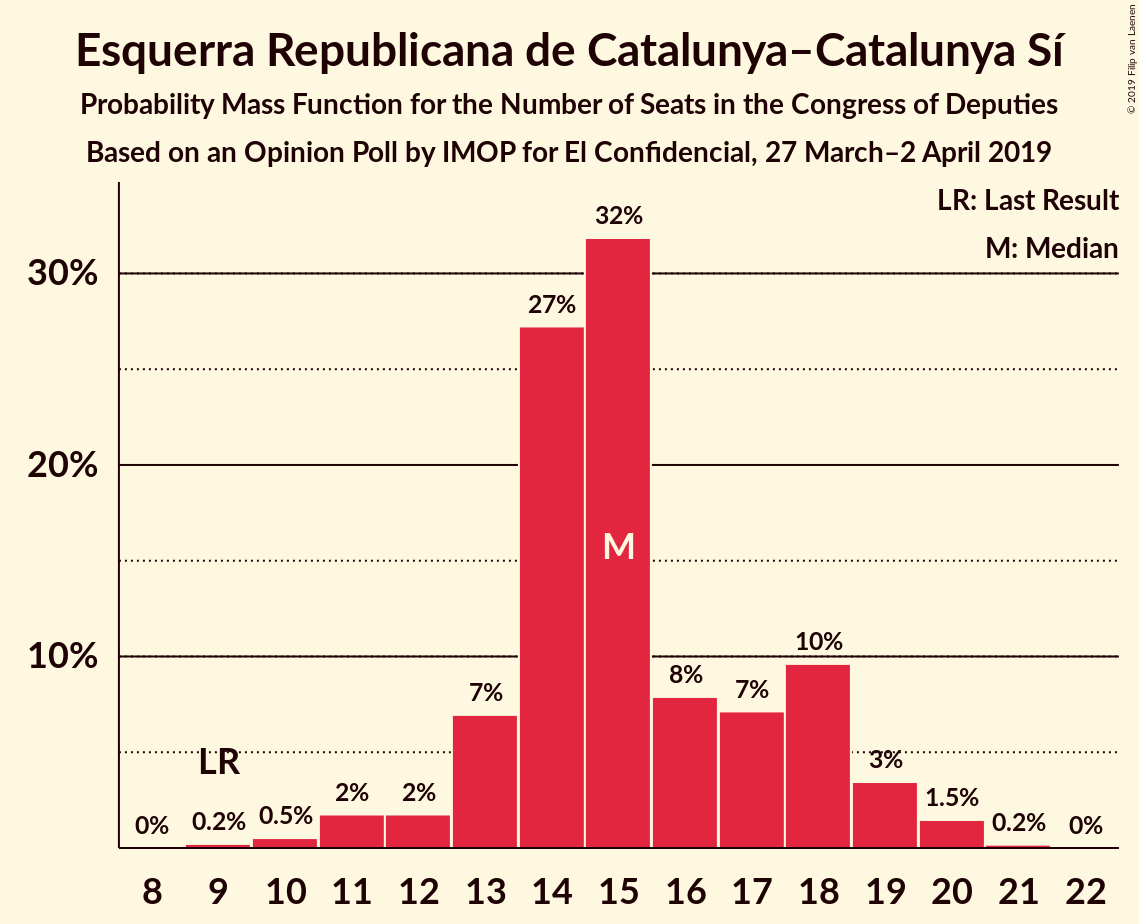 Esquerra Republicana de Catalunya–Catalunya Sí
Probability Mass Function for the Number of Seats in the Congress of Deputies
Based on an Opinion Poll by IMOP for El Confidencial, 27 March–2 April 2019
© 2019 Filip van Laenen
LR: Last Result
M: Median
30%
20%
10%
32%
27%
M
10%
8%
7%
7%
LR
3%
2%
2%
1.5%
0.5%
0.2%
0.2%
0%
0%
8 9 10 11 12 13 14 15 16 17 18 19 20 21 22